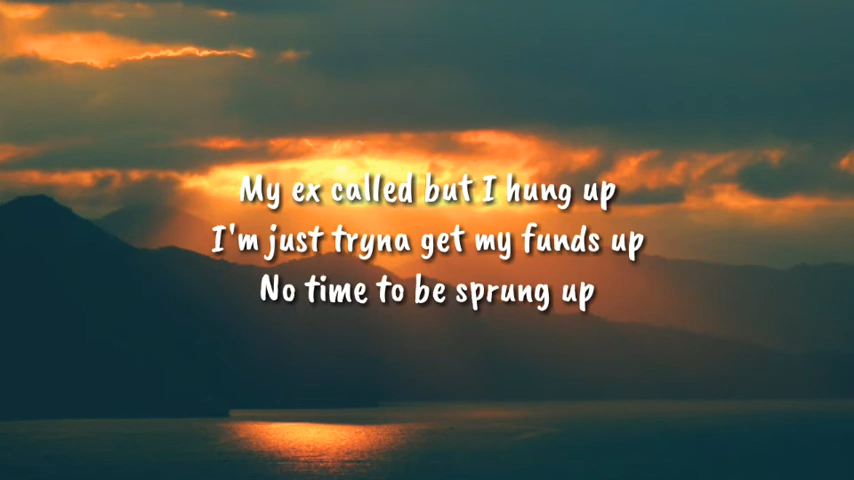 My ex called but I hung up
I'm just tryna get my funds up
No time to be sprung up